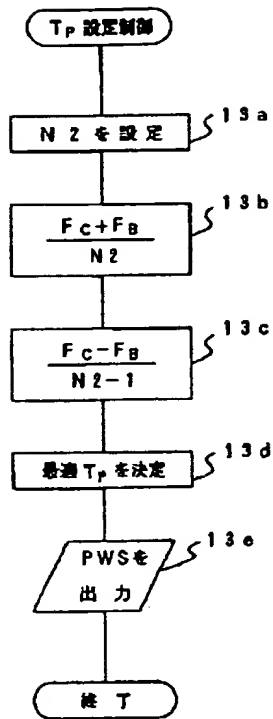 TP 設定制御
N2を設定
13a
FC+FB
N2
13b
FC−FB
N2−1
13c
最適TPを決定
13d
PWSを
出力
13e
終了